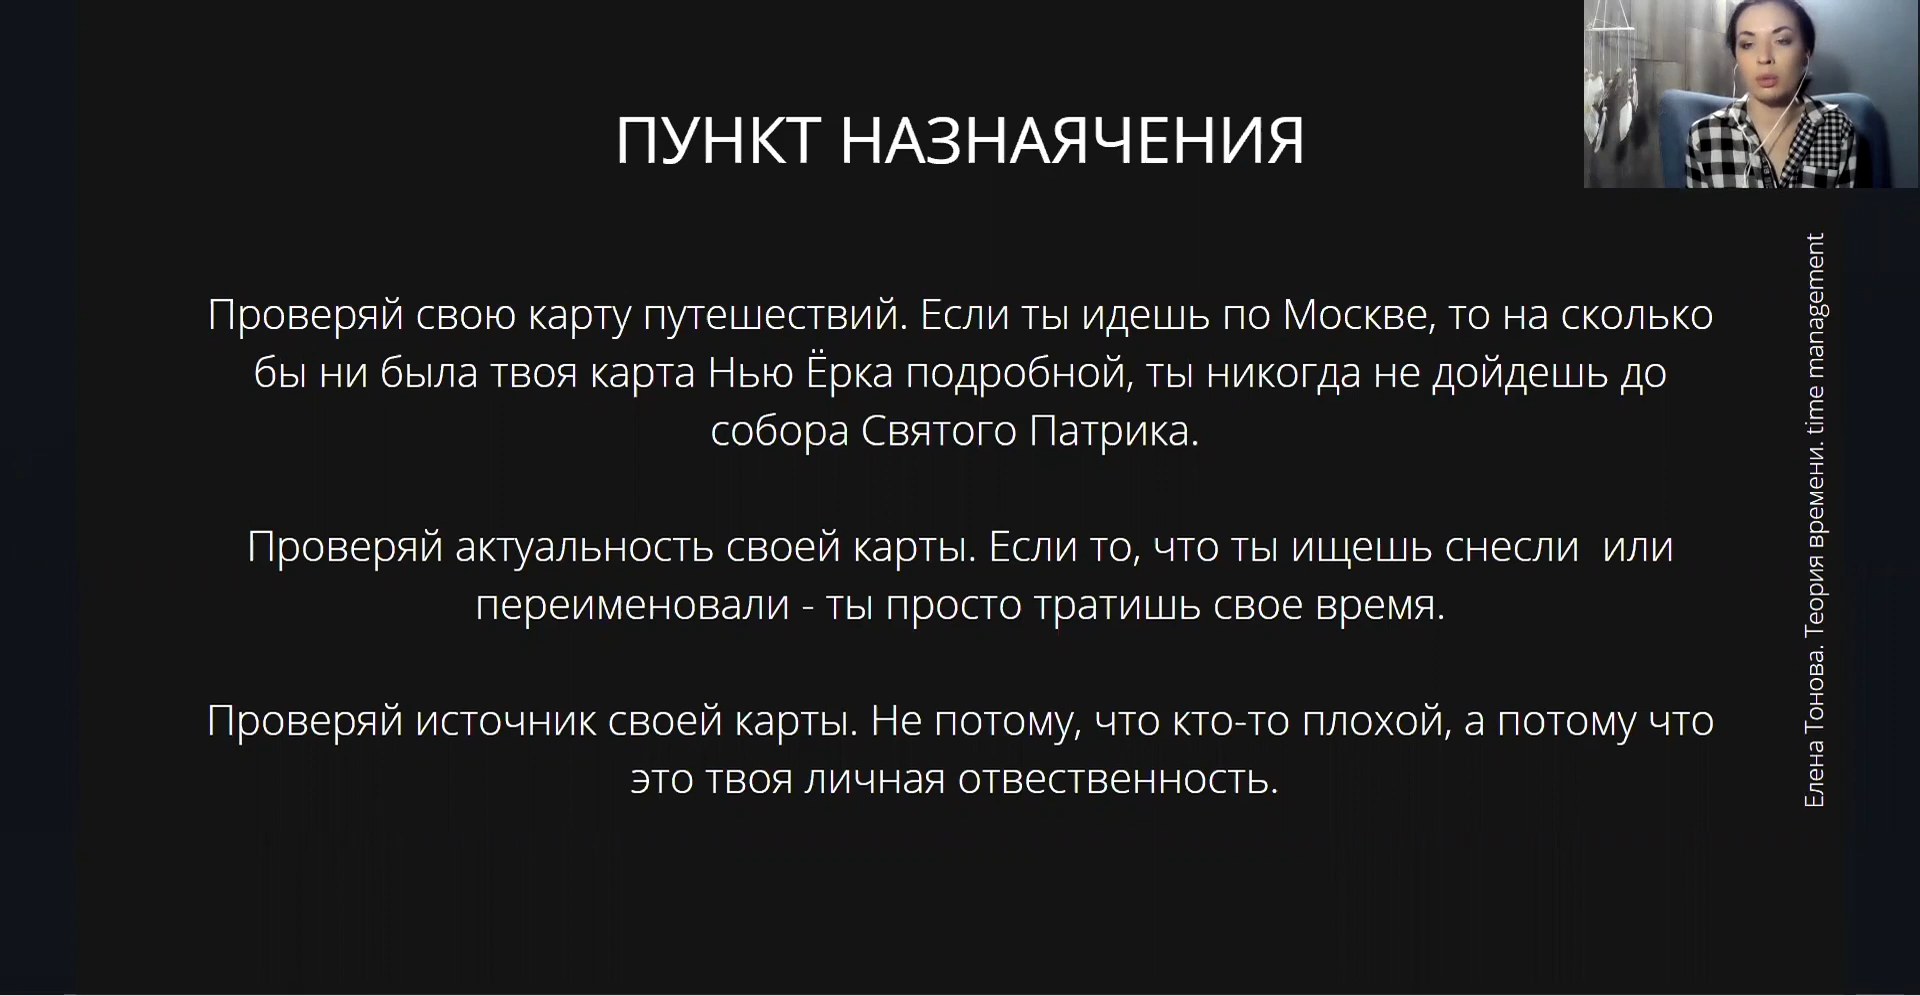 ПУНКТ НАЗНАЯЧЕНИЯ
Проверяй свою карту путешествий. Если ты идешь по Москве, то на сколько
бы ни была твоя карта Нью Ёрка подробной, ты никогда не дойдешь до
собора Святого Патрика.
Проверяй актуальность своей карты. Если то, что ты ищешь снесли  или
переименовали - ты просто тратишь свое время.
Проверяй источник своей карты. Не потому, что кто-то плохой, а потому что
это твоя личная отвественность.
Елена Тонова. Теория времени. time management